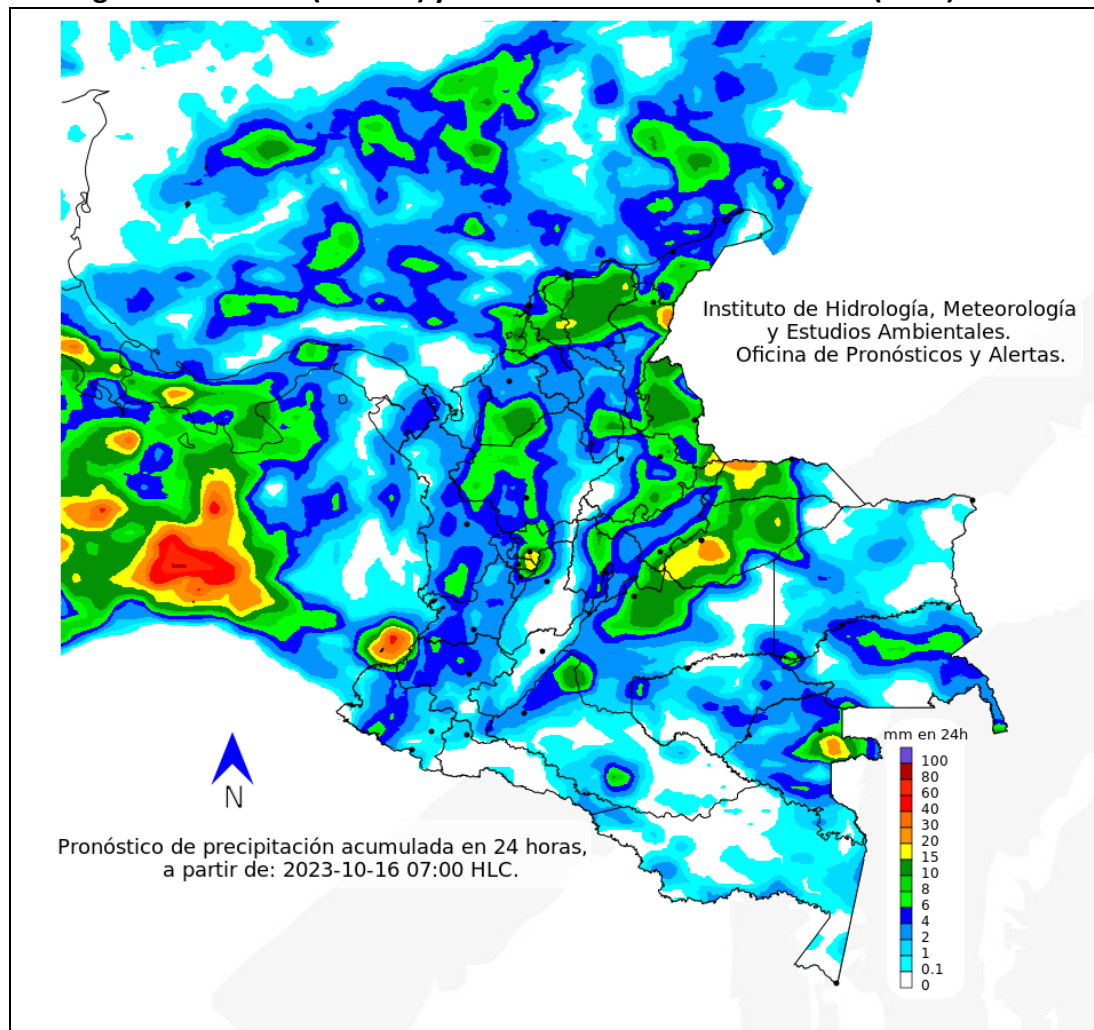 Instituto de Hidrología, Meteorología
y Estudios Ambientales.
Oficina de Pronósticos y Alertas.
mm en 24h
100
80
60
40
30
20
15
10
8
6
4
2
1
0.1
0
N
Pronóstico de precipitación acumulada en 24 horas,
a partir de: 2023-10-16 07:00 HLC.